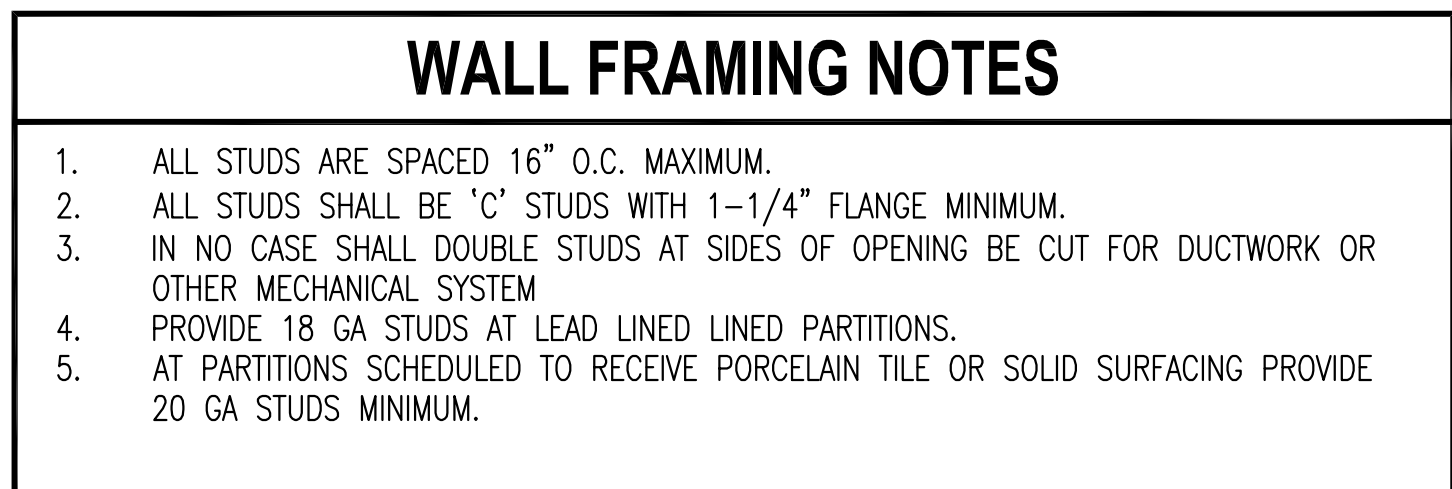 WALL FRAMING NOTES
1. ALL STUDS ARE SPACED 16” O.C. MAXIMUM.
2. ALL STUDS SHALL BE ‘C’ STUDS WITH 1-1/4” FLANGE MINIMUM.
3. IN NO CASE SHALL DOUBLE STUDS AT SIDES OF OPENING BE CUT FOR DUCTWORK OR
OTHER MECHANICAL SYSTEM
4. PROVIDE 18 GA STUDS AT LEAD LINED LINED PARTITIONS.
5. AT PARTITIONS SCHEDULED TO RECEIVE PORCELAIN TILE OR SOLID SURFACING PROVIDE
20 GA STUDS MINIMUM.